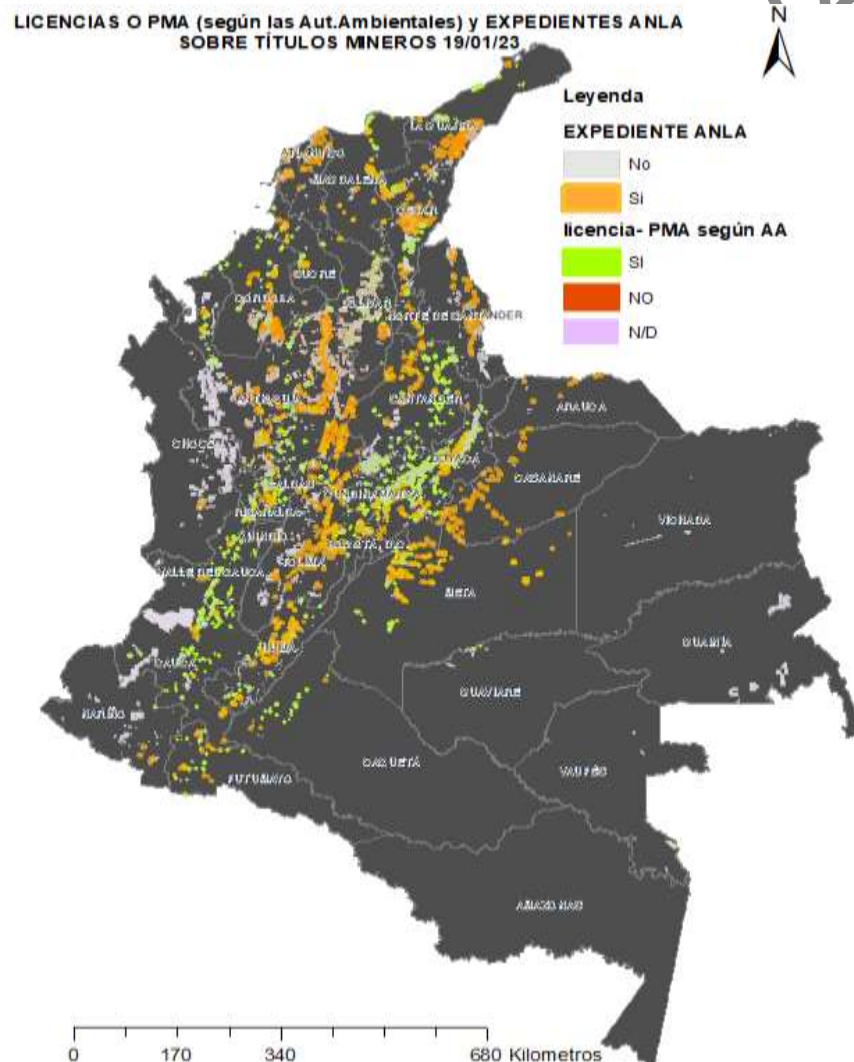 LICENCIAS O PMA (según las Aut.Ambientales) y EXPEDIENTES ANLA
SOBRE TÍTULOS MINEROS 19/01/23
N
Leyenda
EXPEDIENTE ANLA
No
Si
licencia- PMA según AA
SI
NO
N/D
LA GUAJIRA
ATLÁNTICO
MAGDALENA
CESAR
SUCRE
CÓRDOBA
BOLÍVAR
NORTE DE SANTANDER
ANTIOQUIA
SANTANDER
ARAUCA
CHOCÓ
BOYACÁ
CASANARE
CALDAS
CUNDINAMARCA
RISARALDA
VICHADA
QUINDÍO
BOGOTÁ, D.C.
TOLIMA
VALLE DEL CAUCA
META
GUAINÍA
HUILA
CAUCA
GUAVIARE
NARIÑO
CAQUETÁ
VAUPÉS
PUTUMAYO
AMAZONAS
0 170 340 680 Kilometros